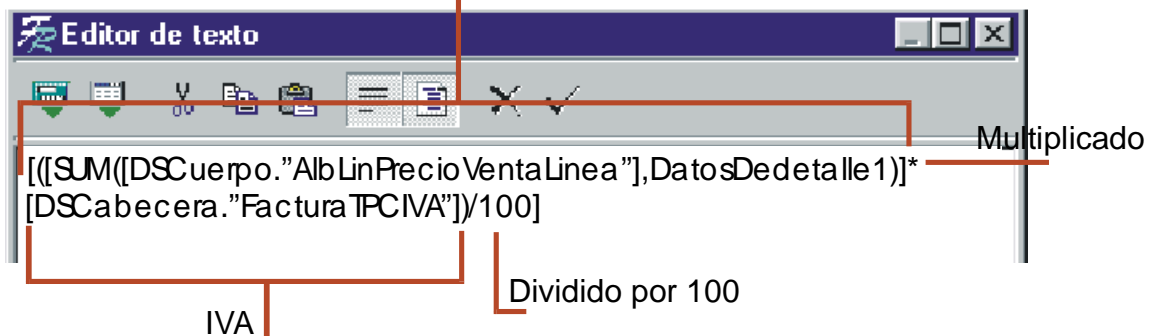 Editor de texto
Multiplicado
[([SUM([DSCuerpo.”AlbLinPrecioVentaLinea”],DatosDedetalle1)]*
[DSCabecera.”FacturaTPCIVA”])/100]
Dividido por 100
IVA